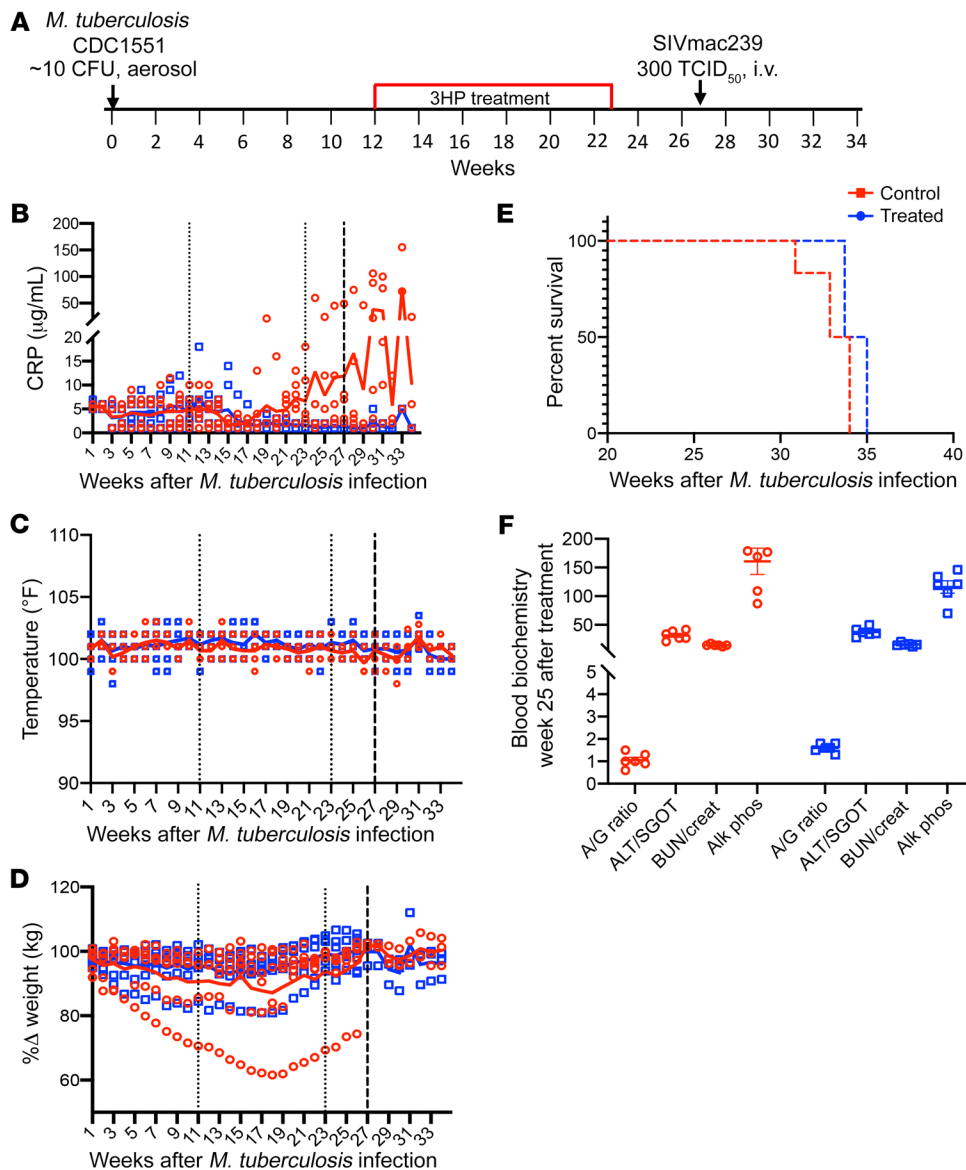 A
M. tuberculosis
CDC1551
~10 CFU, aerosol
SIVmac239
300 TCID50, i.v.
3HP treatment
0 2 4 6 8 10 12 14 16 18 20 22 24 26 28 30 32 34
Weeks
Control
Treated
B
200
150
100
50
20
15
10
5
0
CRP (µg/mL)
1 3 5 7 9 11 13 15 17 19 21 23 25 27 29 31 33
Weeks after M. tuberculosis infection
E
100
50
0
Percent survival
20 25 30 35 40
Weeks after M. tuberculosis infection
C
110
105
100
95
90
Temperature (°F)
1 3 5 7 9 11 13 15 17 19 21 23 25 27 29 31 33
Weeks after M. tuberculosis infection
F
200
150
100
50
5
4
3
2
1
0
Blood biochemistry
week 25 after treatment
A/G ratio
ALT/SGOT
BUN/creat
Alk phos
A/G ratio
ALT/SGOT
BUN/creat
Alk phos
D
120
100
80
60
%Δ weight (kg)
1 3 5 7 9 11 13 15 17 19 21 23 25 27 29 31 33
Weeks after M. tuberculosis infection